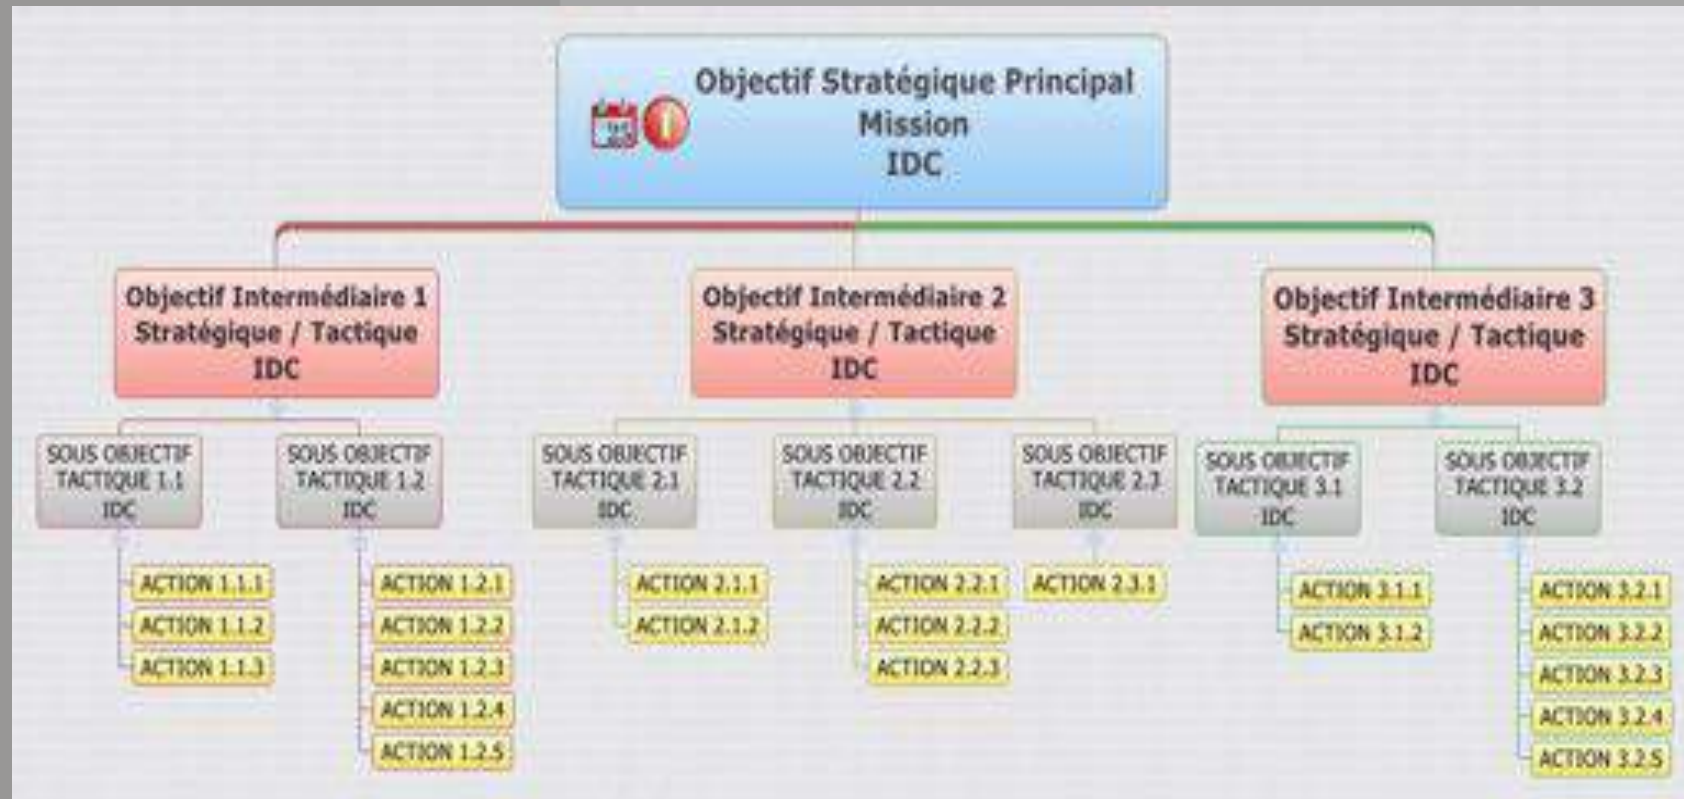 Objectif Stratégique Principal
Mission
IDC
Objectif Intermédiaire 1
Stratégique / Tactique
IDC
Objectif Intermédiaire 2
Stratégique / Tactique
IDC
Objectif Intermédiaire 3
Stratégique / Tactique
IDC
SOUS OBJECTIF
TACTIQUE 1.1
IDC
SOUS OBJECTIF
TACTIQUE 1.2
IDC
SOUS OBJECTIF
TACTIQUE 2.1
IDC
SOUS OBJECTIF
TACTIQUE 2.2
IDC
SOUS OBJECTIF
TACTIQUE 2.3
IDC
SOUS OBJECTIF
TACTIQUE 3.1
IDC
SOUS OBJECTIF
TACTIQUE 3.2
IDC
ACTION 1.1.1
ACTION 1.1.2
ACTION 1.1.3
ACTION 1.2.1
ACTION 1.2.2
ACTION 1.2.3
ACTION 1.2.4
ACTION 1.2.5
ACTION 2.1.1
ACTION 2.1.2
ACTION 2.2.1
ACTION 2.2.2
ACTION 2.2.3
ACTION 2.3.1
ACTION 3.1.1
ACTION 3.1.2
ACTION 3.2.1
ACTION 3.2.2
ACTION 3.2.3
ACTION 3.2.4
ACTION 3.2.5